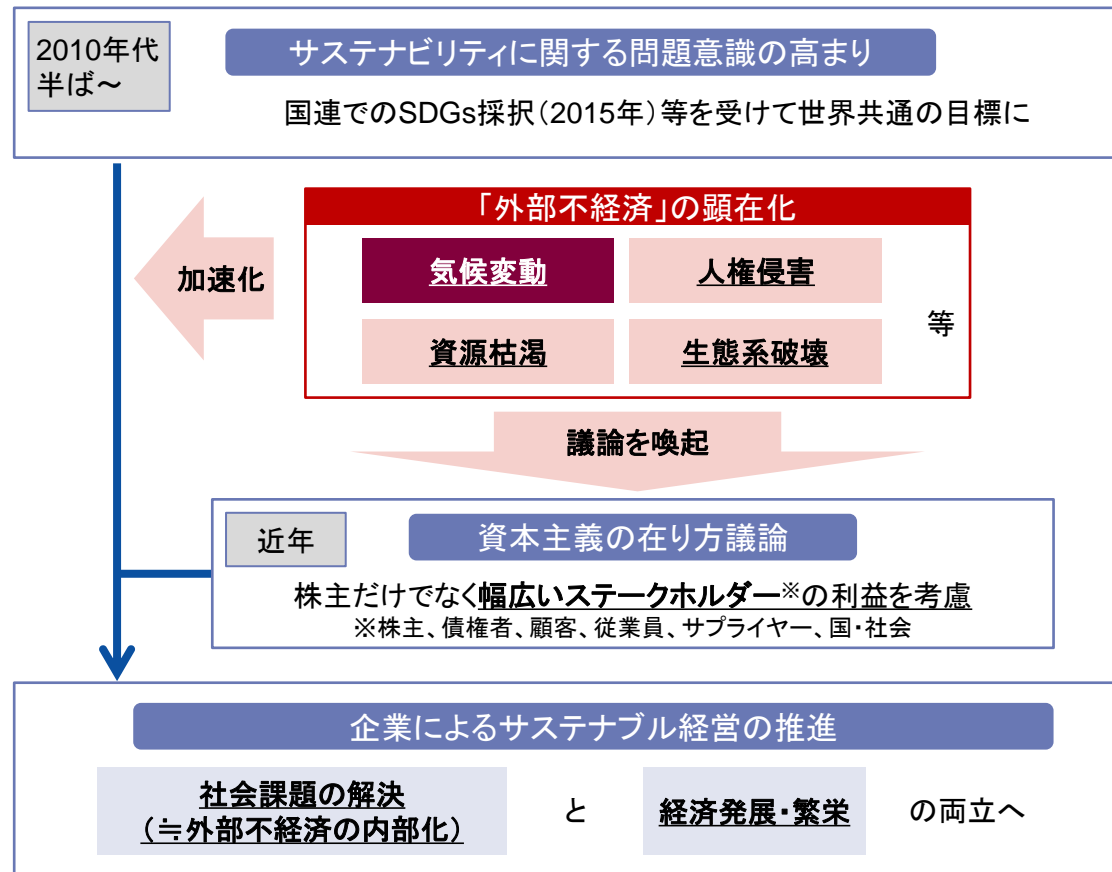 2010年代
半ば～
サステナビリティに関する問題意識の高まり
国連でのSDGs採択（2015年）等を受けて世界共通の目標に
「外部不経済」の顕在化
加速化
気候変動
人権侵害
資源枯渇
生態系破壊
等
議論を喚起
近年
資本主義の在り方議論
株主だけでなく幅広いステークホルダー※の利益を考慮
※株主、債権者、顧客、従業員、サプライヤー、国・社会
企業によるサステナブル経営の推進
社会課題の解決
（≒外部不経済の内部化）
と
経済発展・繁栄
の両立へ